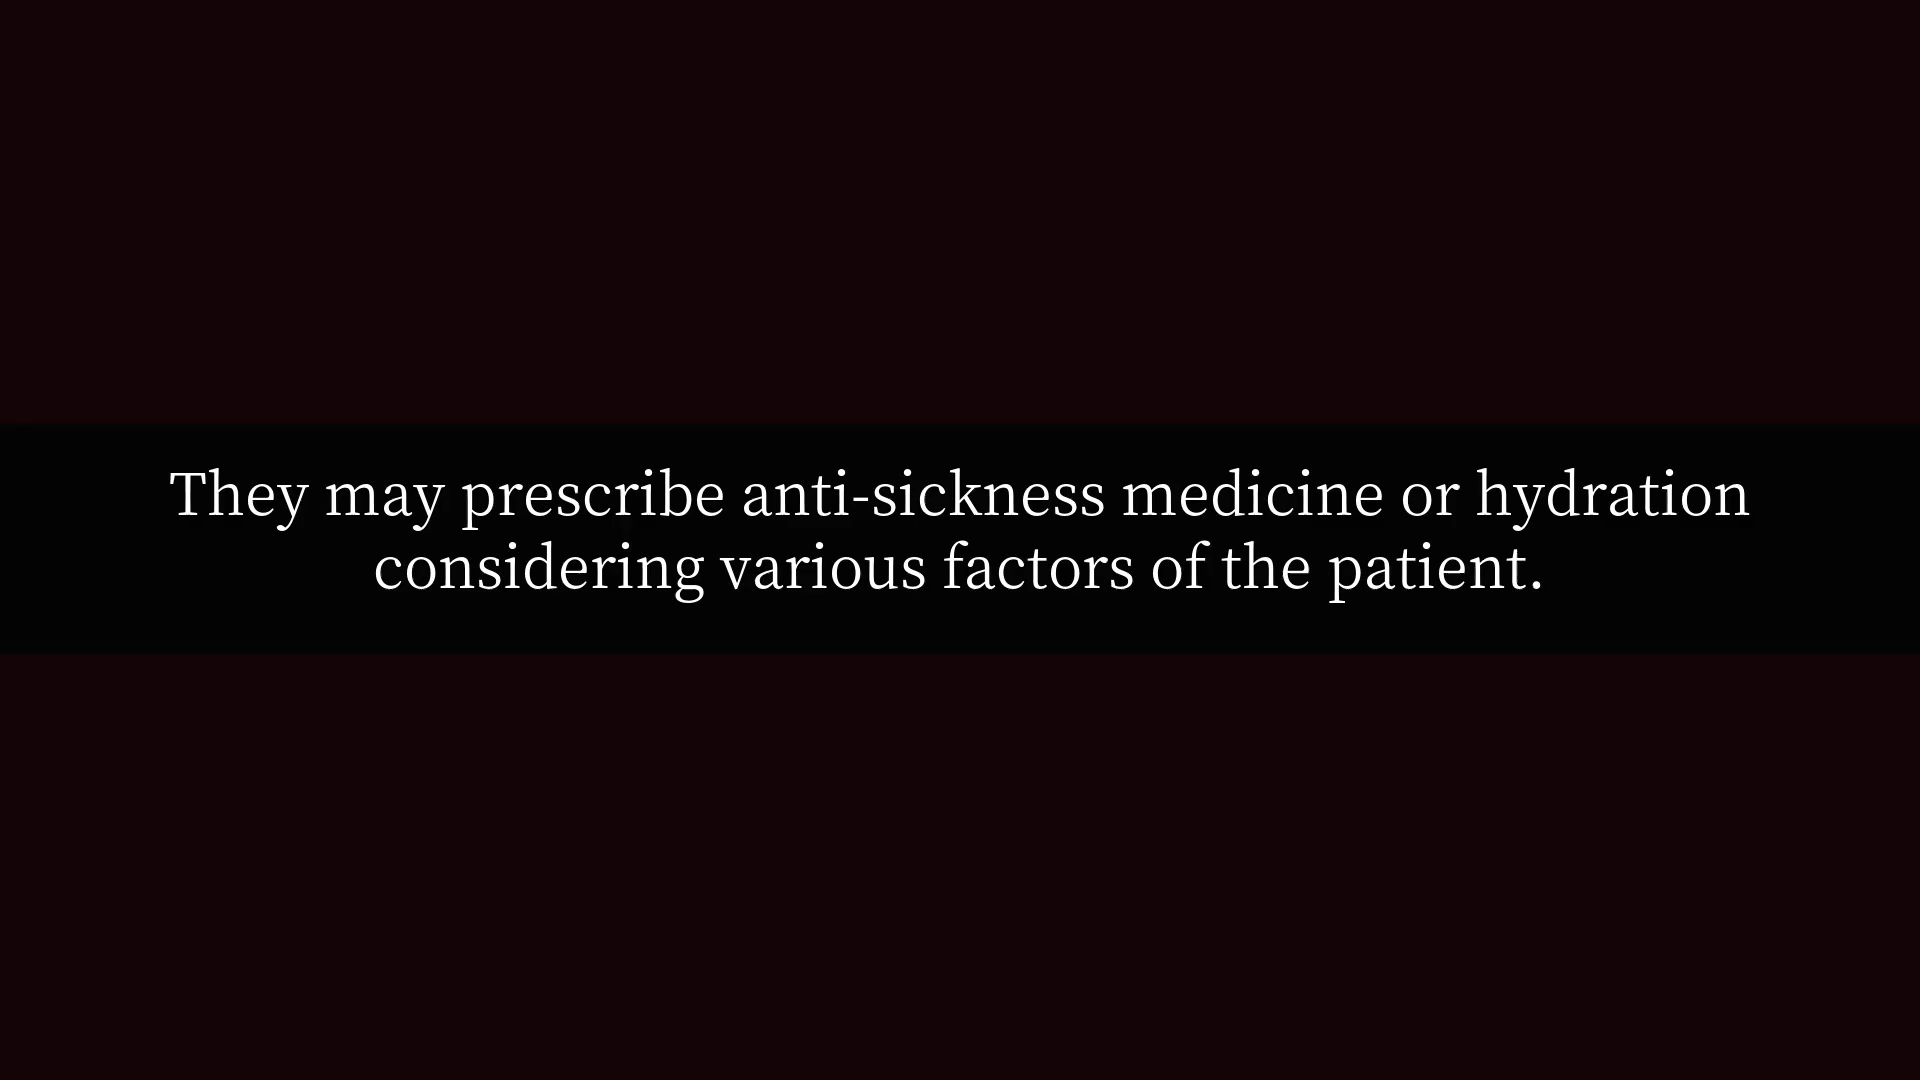 They may prescribe anti-sickness medicine or hydration
considering various factors of the patient.